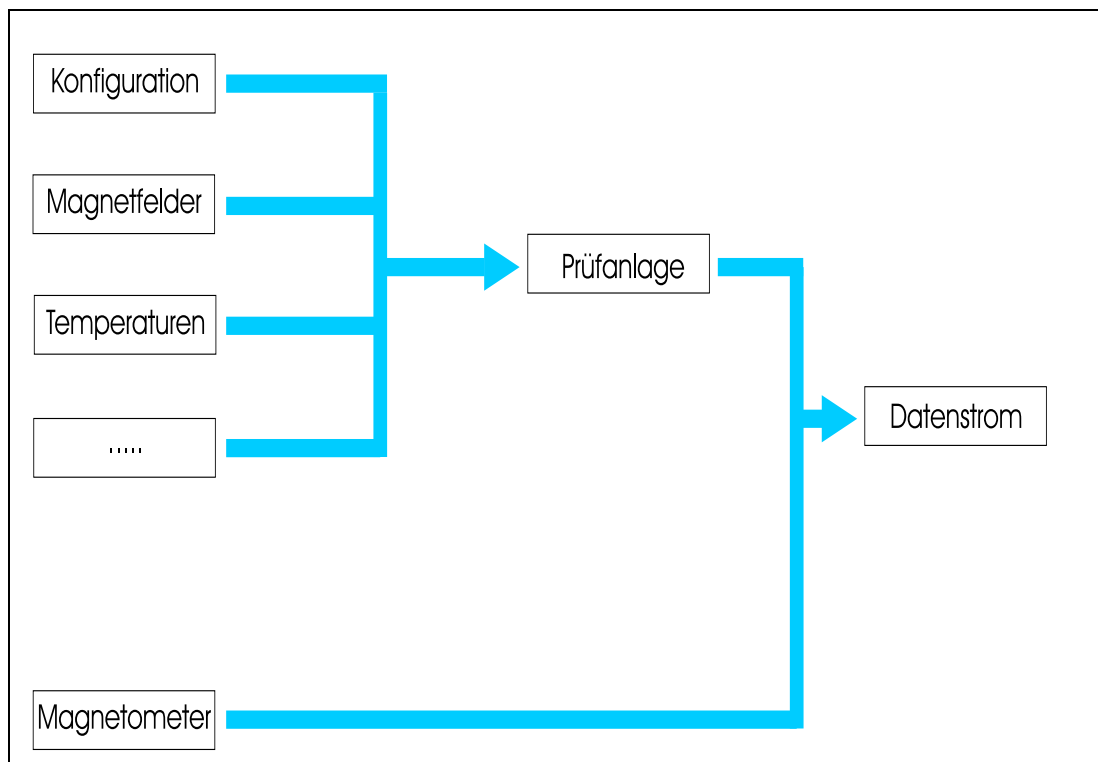 Konfiguration
Magnetfelder
Temperaturen
.....
Magnetometer
Prüfanlage
Datenstrom